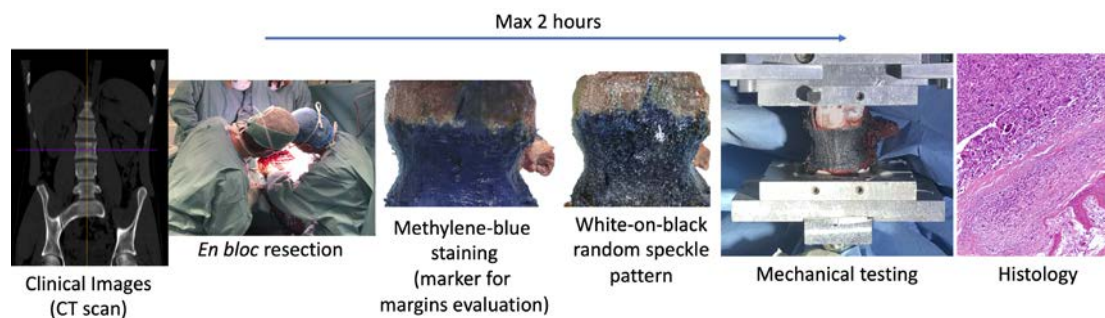 Max 2 hours
Clinical Images
(CT scan)
En bloc resection
Methylene-blue
staining
(marker for
margins evaluation)
White-on-black
random speckle
pattern
Mechanical testing
Histology